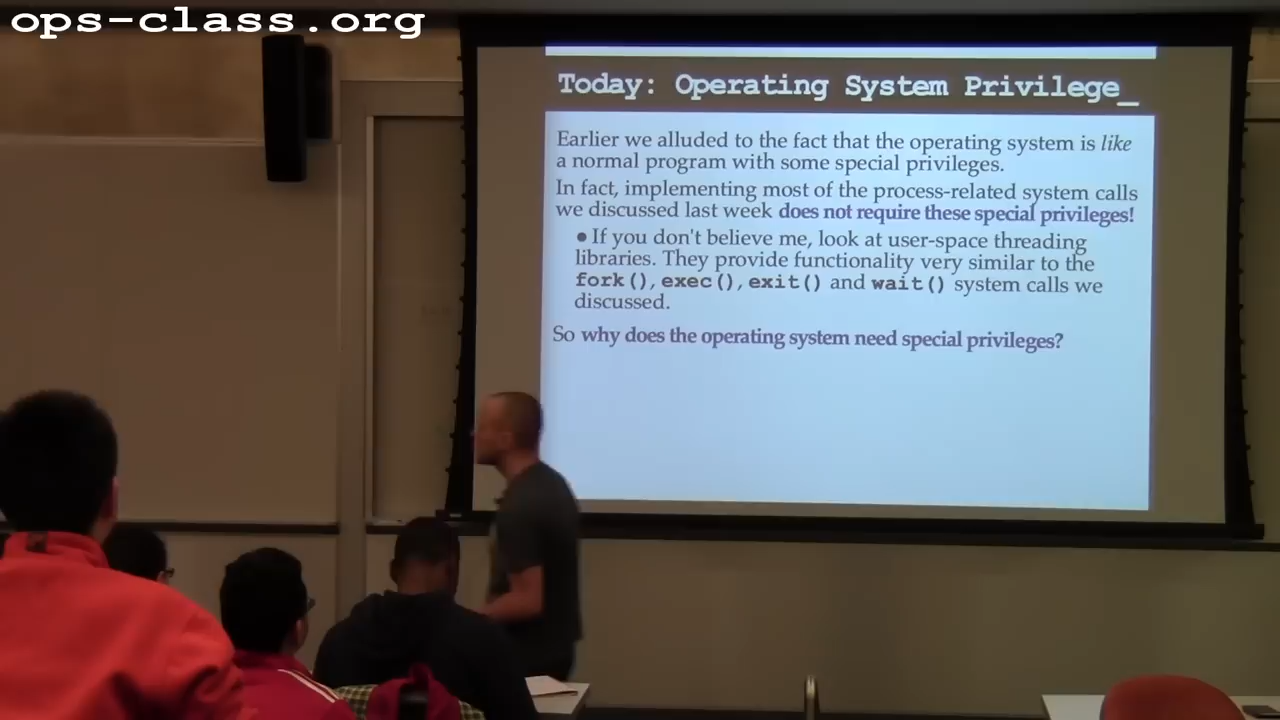 ops-class.org
Today: Operating System Privilege_
Earlier we alluded to the fact that the operating system is like
a normal program with some special privileges.
In fact, implementing most of the process-related system calls
we discussed last week does not require these special privileges!
• If you don't believe me, look at user-space threading
libraries. They provide functionality very similar to the
fork(), exec(), exit() and wait() system calls we
discussed.
So why does the operating system need special privileges?